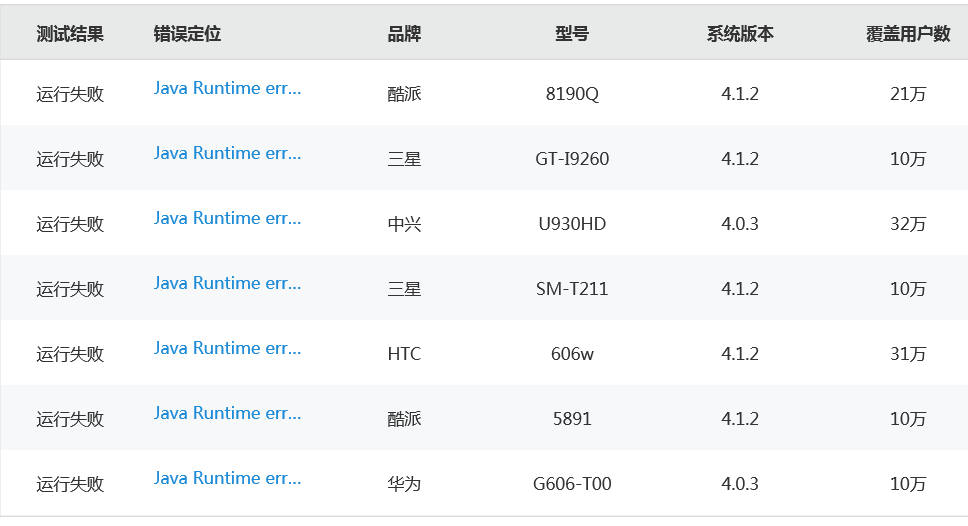 测试结果 错误定位 品牌 型号 系统版本 覆盖用户数
运行失败 Java Runtime err... 酷派 8190Q 4.1.2 21万
运行失败 Java Runtime err... 三星 GT-I9260 4.1.2 10万
运行失败 Java Runtime err... 中兴 U930HD 4.0.3 32万
运行失败 Java Runtime err... 三星 SM-T211 4.1.2 10万
运行失败 Java Runtime err... HTC 606w 4.1.2 31万
运行失败 Java Runtime err... 酷派 5891 4.1.2 10万
运行失败 Java Runtime err... 华为 G606-T00 4.0.3 10万